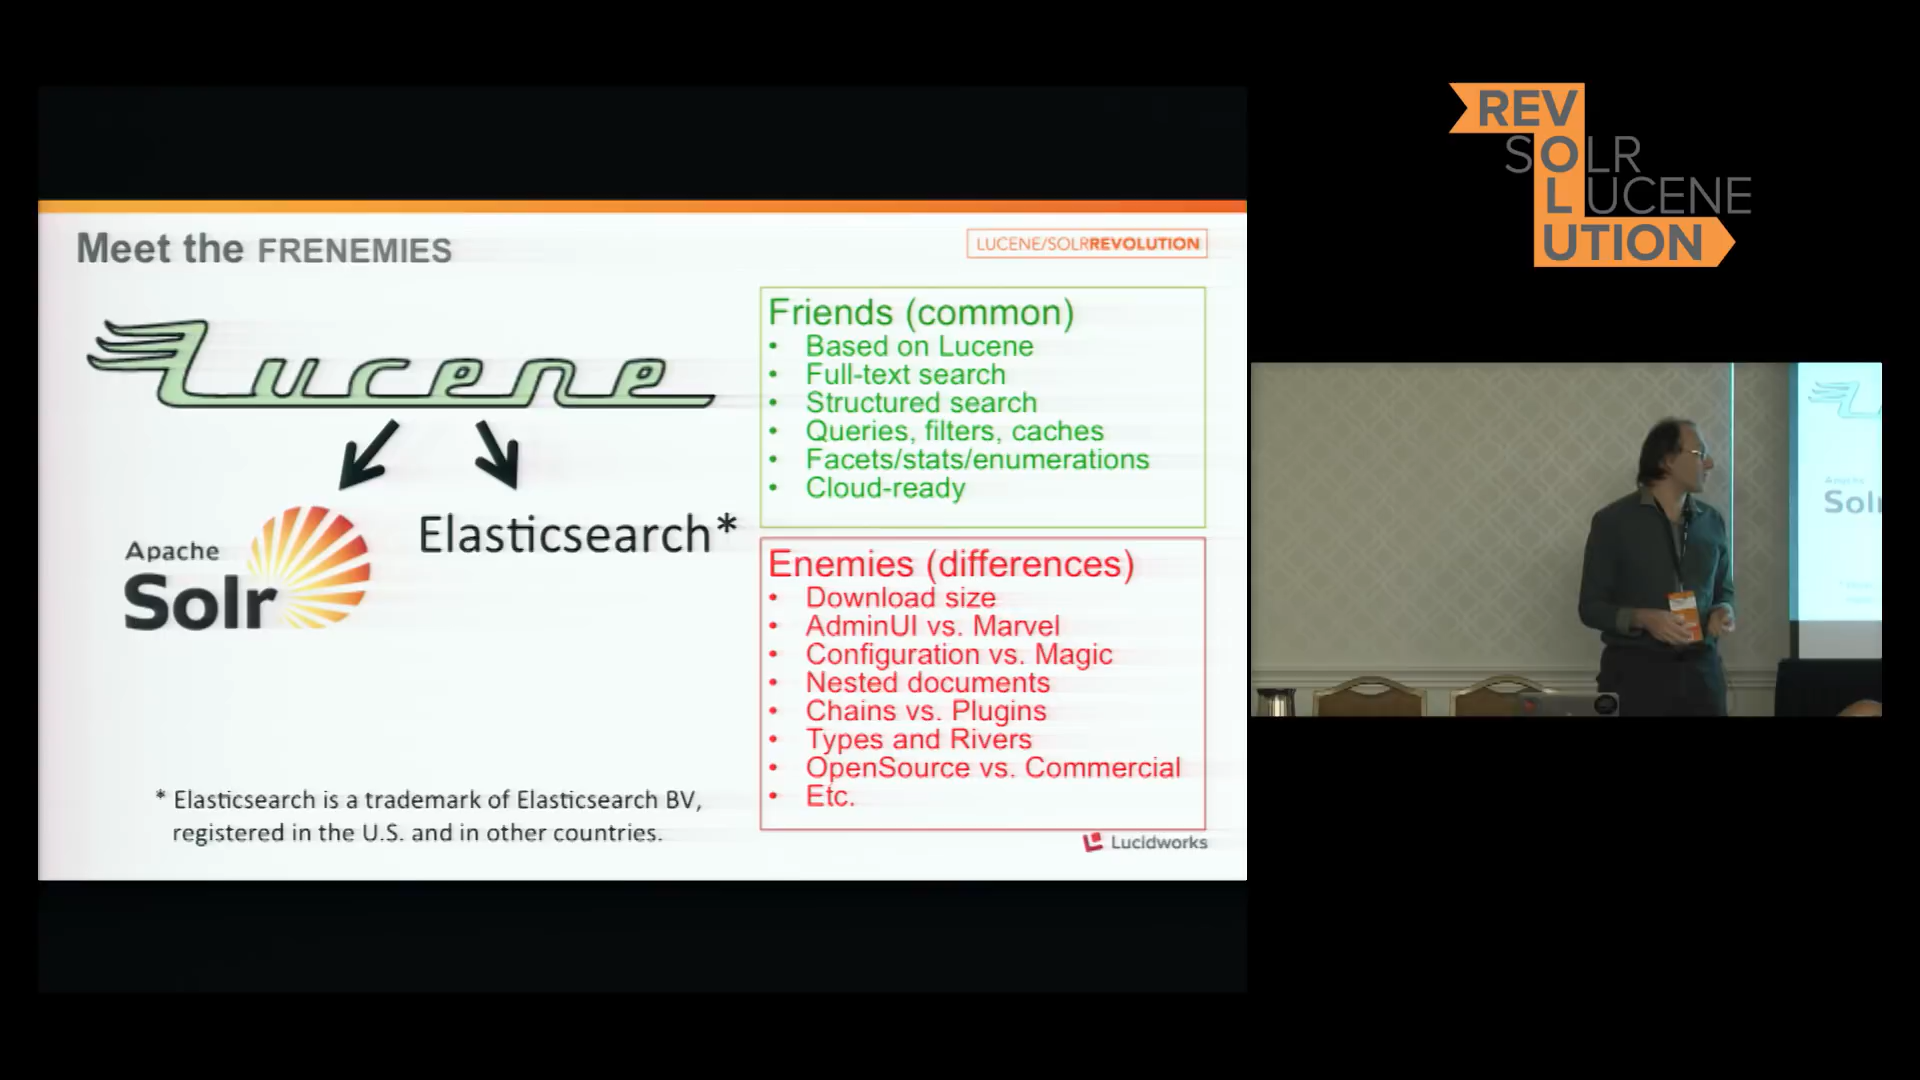 Meet the FRENEMIES
LUCENE/SOLRREVOLUTION
Lucene
Apache
Solr
Elasticsearch*
* Elasticsearch is a trademark of Elasticsearch BV,
registered in the U.S. and in other countries.
Friends (common)
• Based on Lucene
• Full-text search
• Structured search
• Queries, filters, caches
• Facets/stats/enumerations
• Cloud-ready
Enemies (differences)
• Download size
• AdminUI vs. Marvel
• Configuration vs. Magic
• Nested documents
• Chains vs. Plugins
• Types and Rivers
• OpenSource vs. Commercial
• Etc.
Lucidworks
REV
SOLR
LUCENE
UTION
Apache
Solr